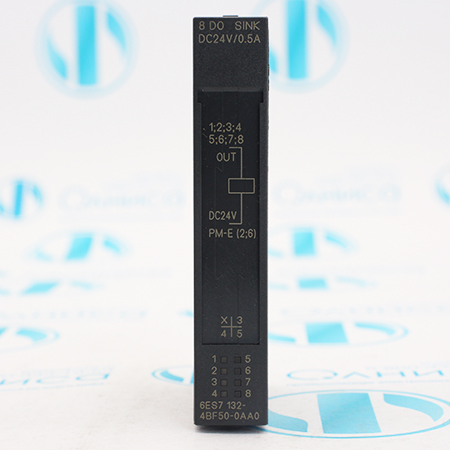 8 DO SINK
DC24V/0.5A
1;2;3;4
5;6;7;8
OUT
DC24V
PM-E (2;6)
X 3
4 5
1 5
2 6
3 7
4 8
6ES7 132-
4BF50-0AA0